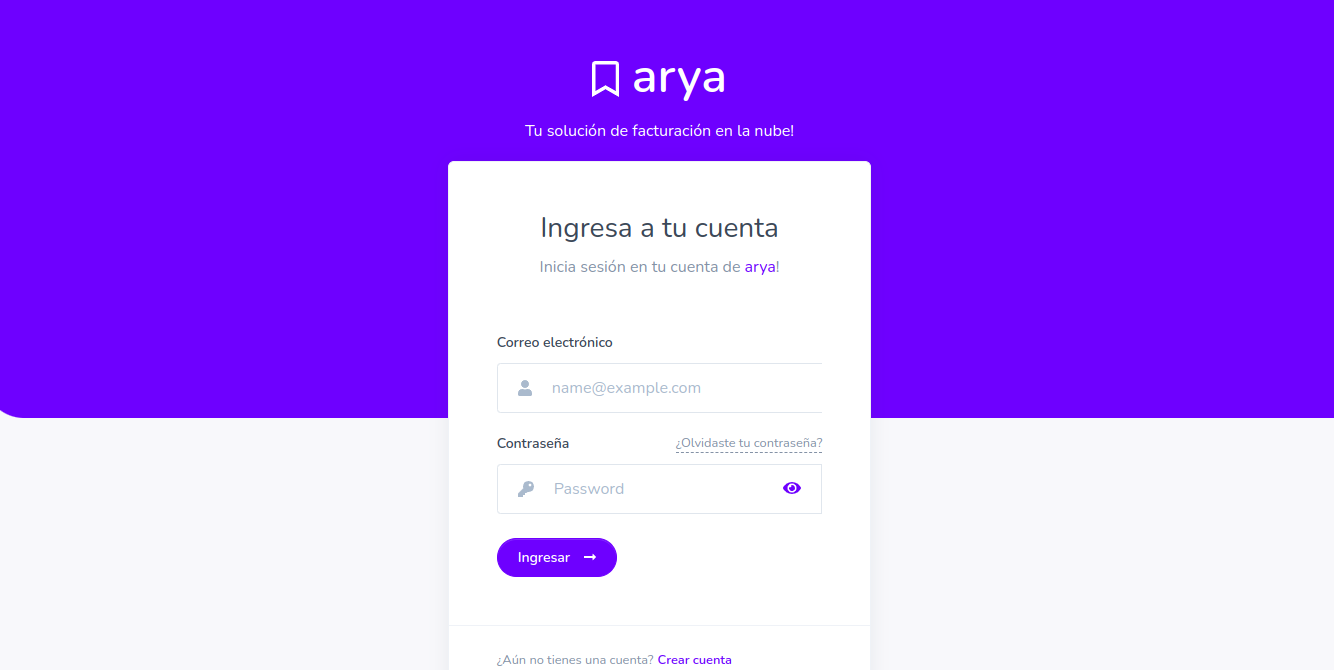 arya
Tu solución de facturación en la nube!
Ingresa a tu cuenta
Inicia sesión en tu cuenta de arya!
Correo electrónico
name@example.com
Contraseña ¿Olvidaste tu contraseña?
Password
Ingresar
¿Aún no tienes una cuenta? Crear cuenta